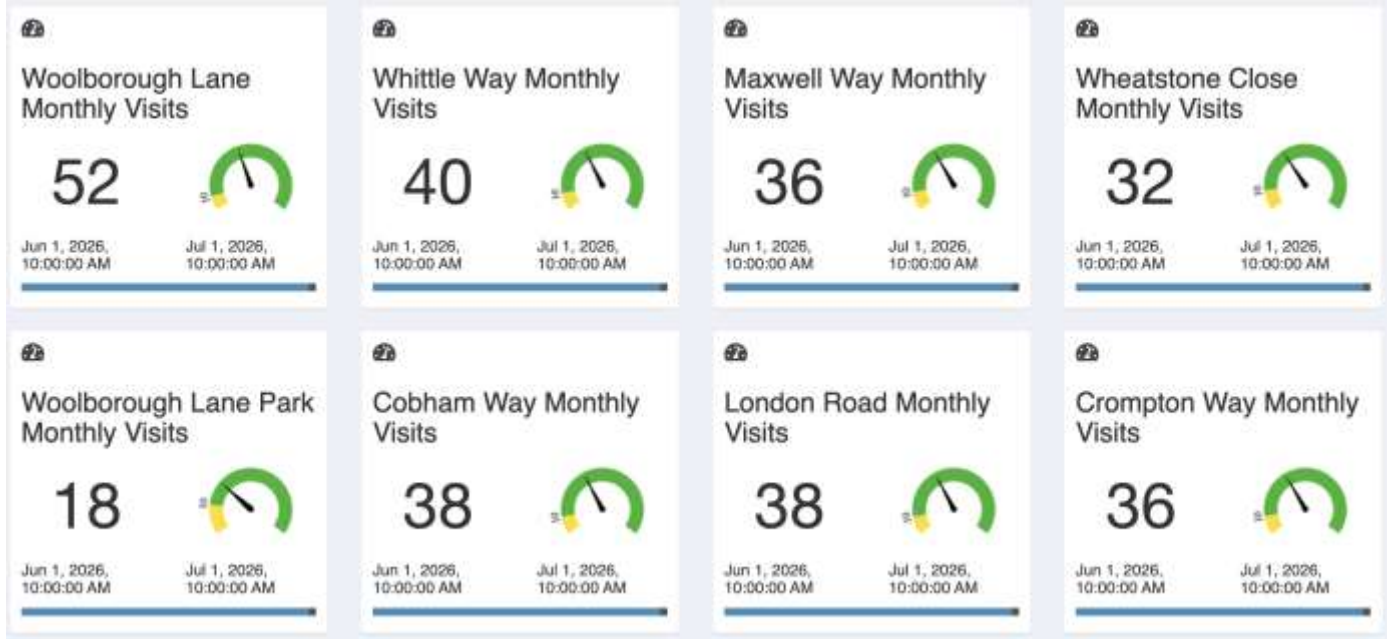 Woolborough Lane
Monthly Visits
52
Jun 1, 2026,
10:00:00 AM
Jul 1, 2026,
10:00:00 AM
Whittle Way Monthly
Visits
40
Jun 1, 2026,
10:00:00 AM
Jul 1, 2026,
10:00:00 AM
Maxwell Way Monthly
Visits
36
Jun 1, 2026,
10:00:00 AM
Jul 1, 2026,
10:00:00 AM
Wheatstone Close
Monthly Visits
32
Jun 1, 2026,
10:00:00 AM
Jul 1, 2026,
10:00:00 AM
Woolborough Lane Park
Monthly Visits
18
Jun 1, 2026,
10:00:00 AM
Jul 1, 2026,
10:00:00 AM
Cobham Way Monthly
Visits
38
Jun 1, 2026,
10:00:00 AM
Jul 1, 2026,
10:00:00 AM
London Road Monthly
Visits
38
Jun 1, 2026,
10:00:00 AM
Jul 1, 2026,
10:00:00 AM
Crompton Way Monthly
Visits
36
Jun 1, 2026,
10:00:00 AM
Jul 1, 2026,
10:00:00 AM